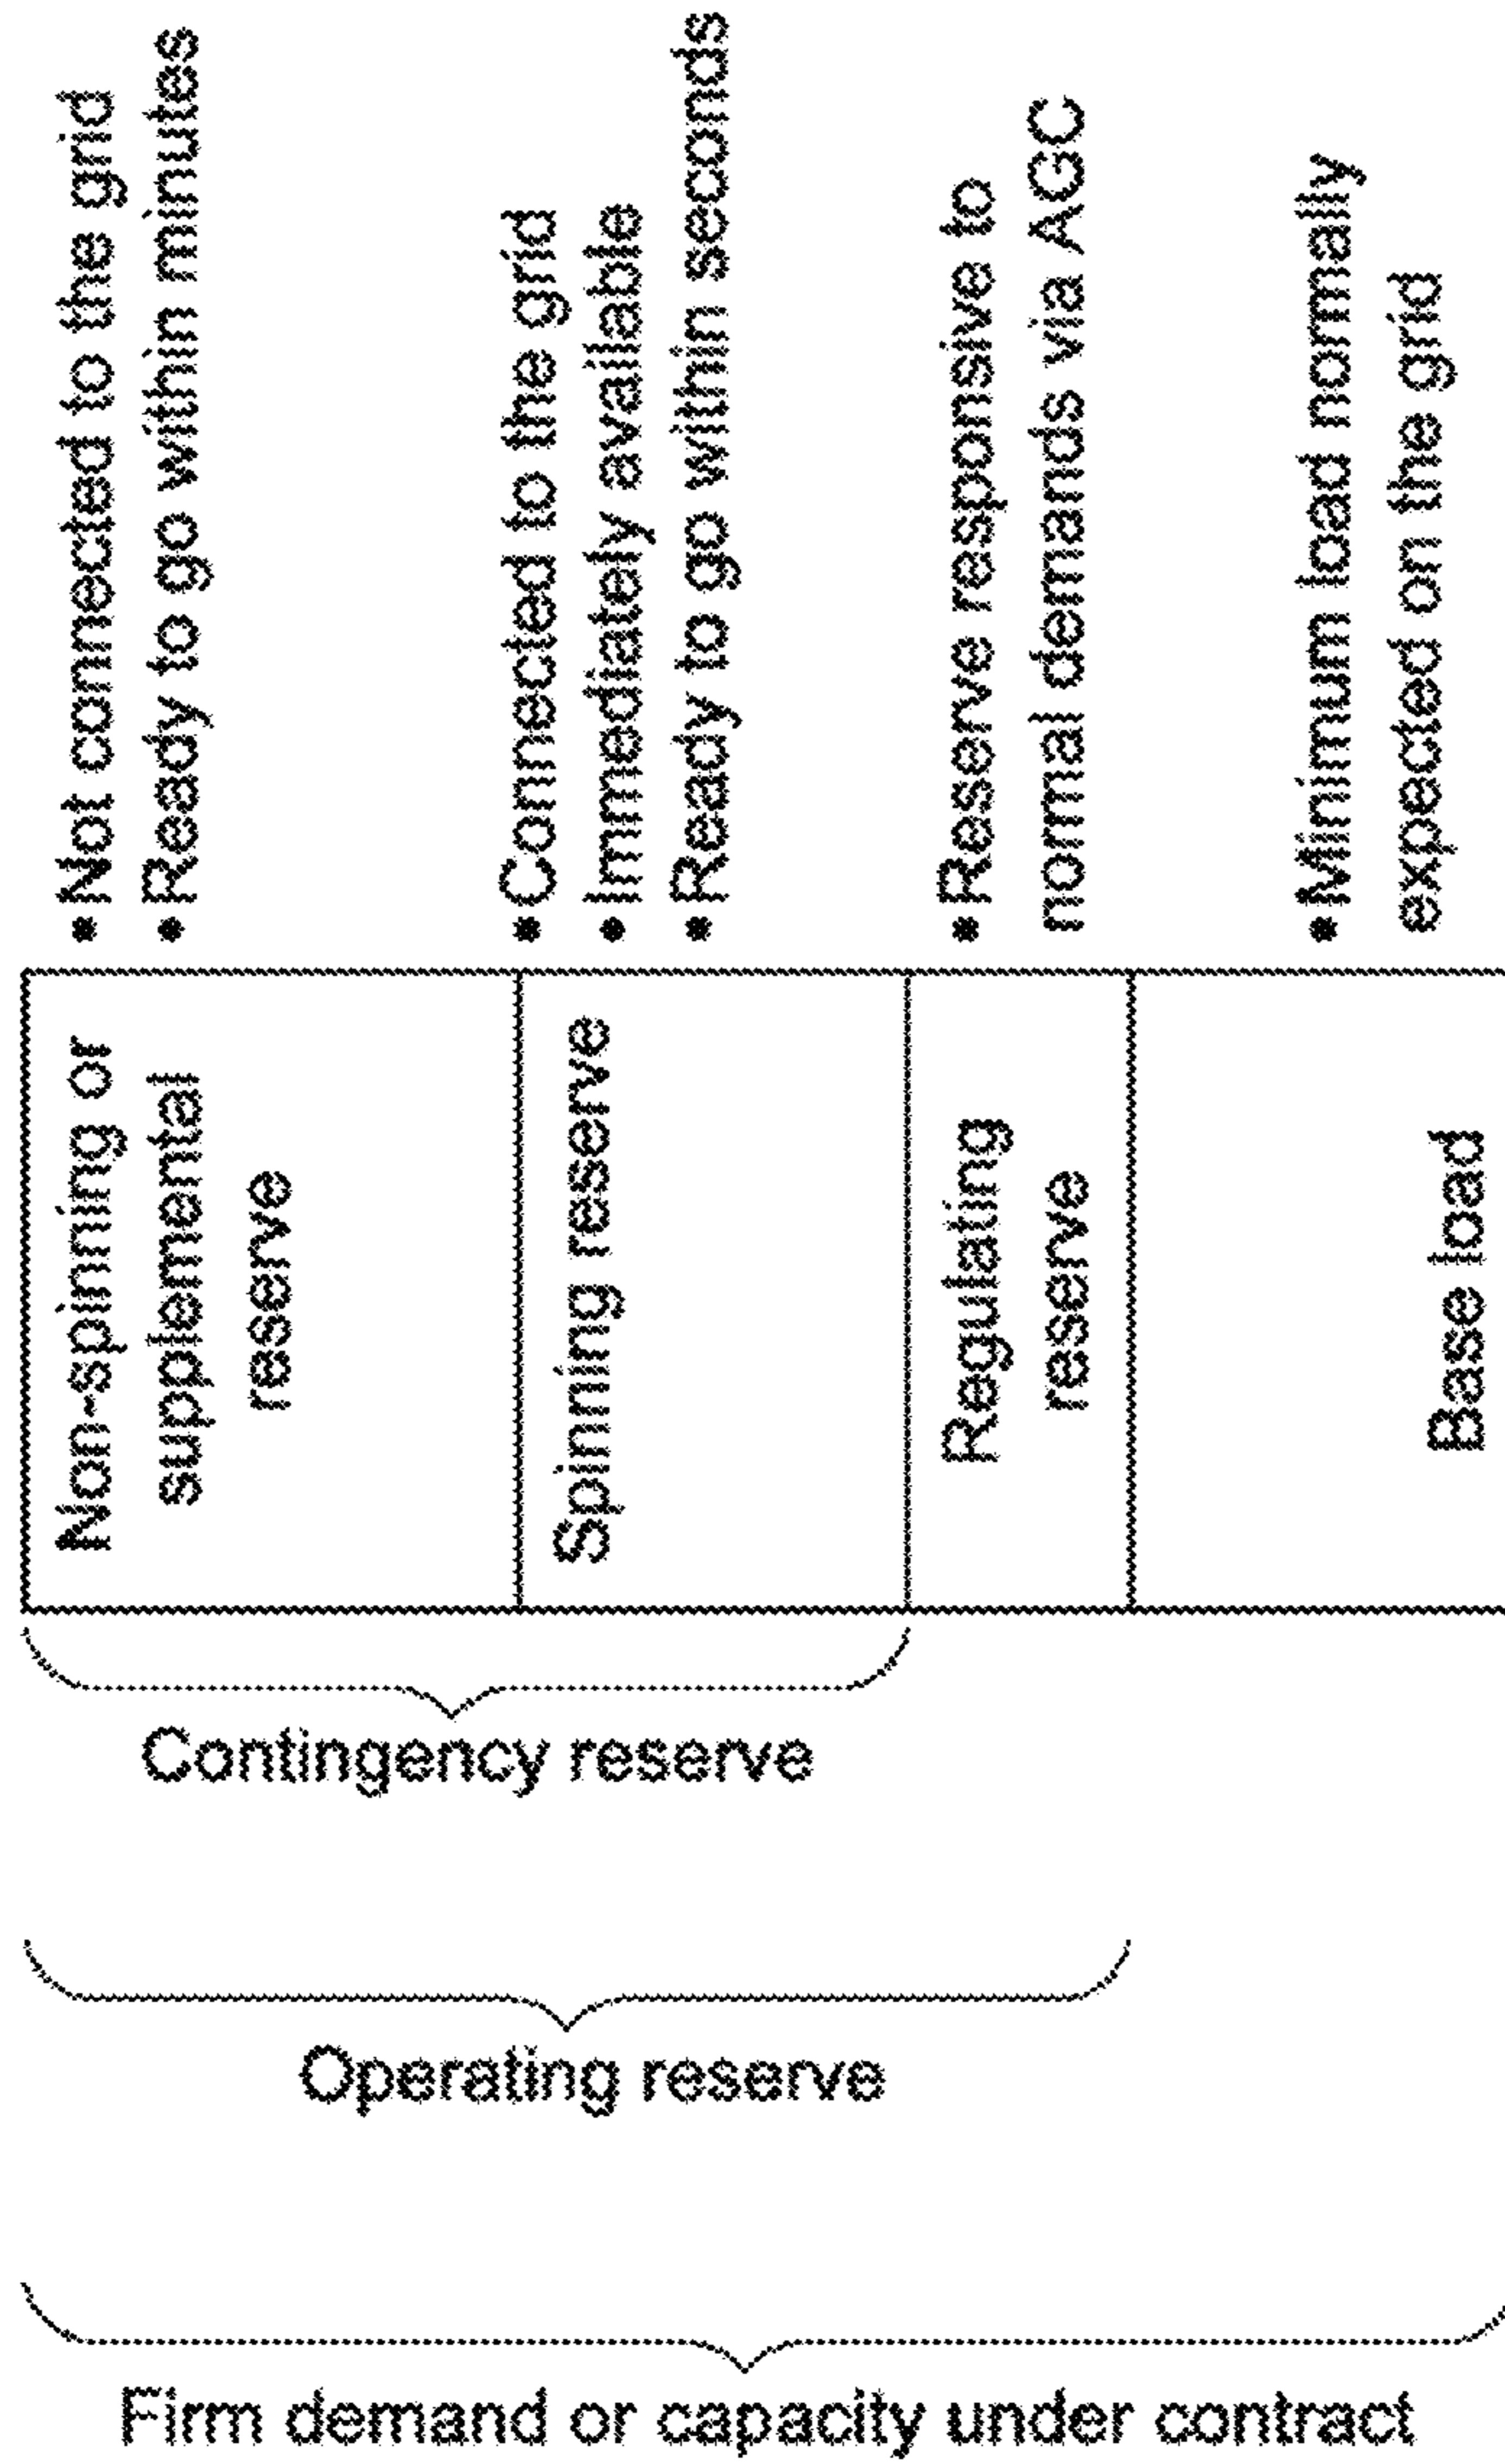 Non-spinning or
supplemental
reserve
• Not connected to the grid
• Ready to go within minutes
Spinning reserve
• Connected to the grid
• Immediately available
• Ready to go within seconds
Regulating
reserve
• Reserve responsive to
normal demands via AGC
Base load
• Minimum load normally
expected on the grid
Contingency reserve
Operating reserve
Firm demand or capacity under contract